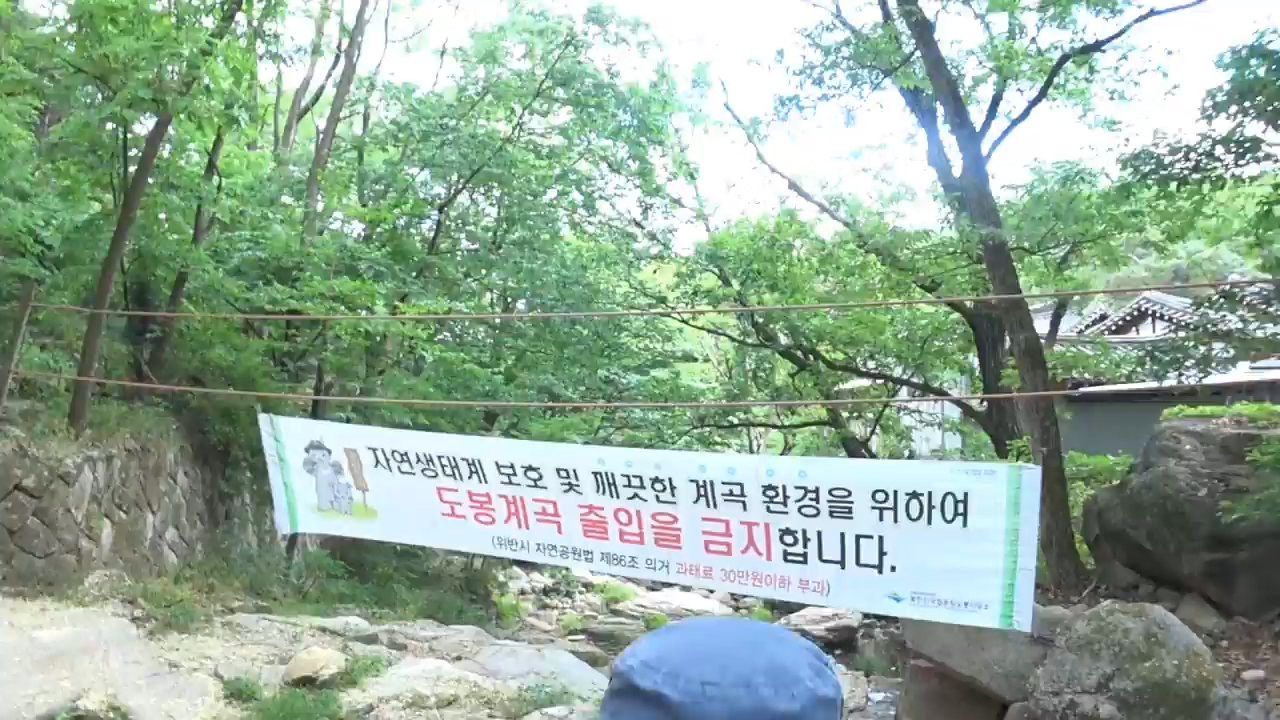 자연생태계 보호 및 깨끗한 계곡 환경을 위하여
도봉계곡 출입을 금지합니다.
(위반시 자연공원법 제86조 의거 과태료 30만원이하 부과)